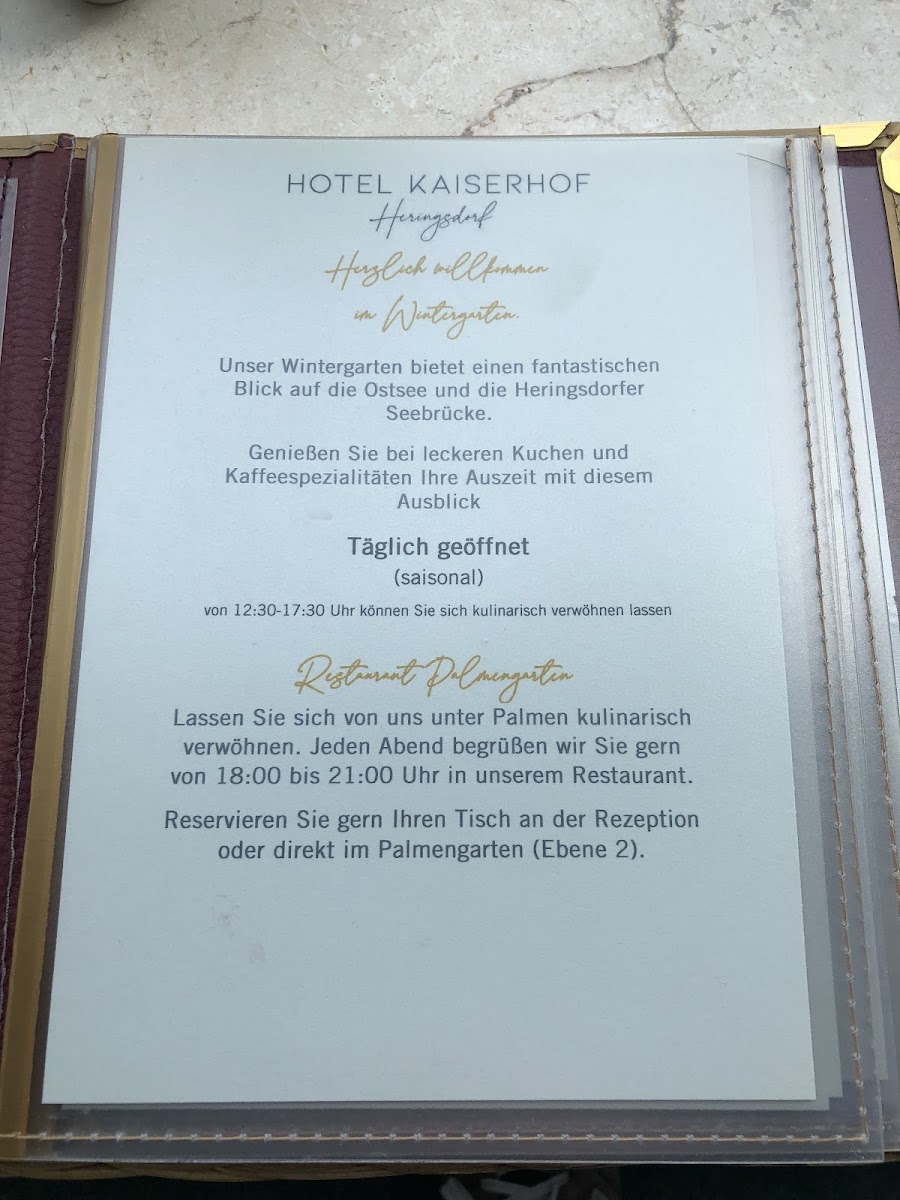 HOTEL KAISERHOF
Heringsdorf
Herzlich willkommen
im Wintergarten.
Unser Wintergarten bietet einen fantastischen
Blick auf die Ostsee und die Heringsdorfer
Seebrücke.
Genießen Sie bei leckeren Kuchen und
Kaffeespezialitäten Ihre Auszeit mit diesem
Ausblick
Täglich geöffnet
(saisonal)
von 12:30-17:30 Uhr können Sie sich kulinarisch verwöhnen lassen
Restaurant Palmengarten
Lassen Sie sich von uns unter Palmen kulinarisch
verwöhnen. Jeden Abend begrüßen wir Sie gern
von 18:00 bis 21:00 Uhr in unserem Restaurant.
Reservieren Sie gern Ihren Tisch an der Rezeption
oder direkt im Palmengarten (Ebene 2).